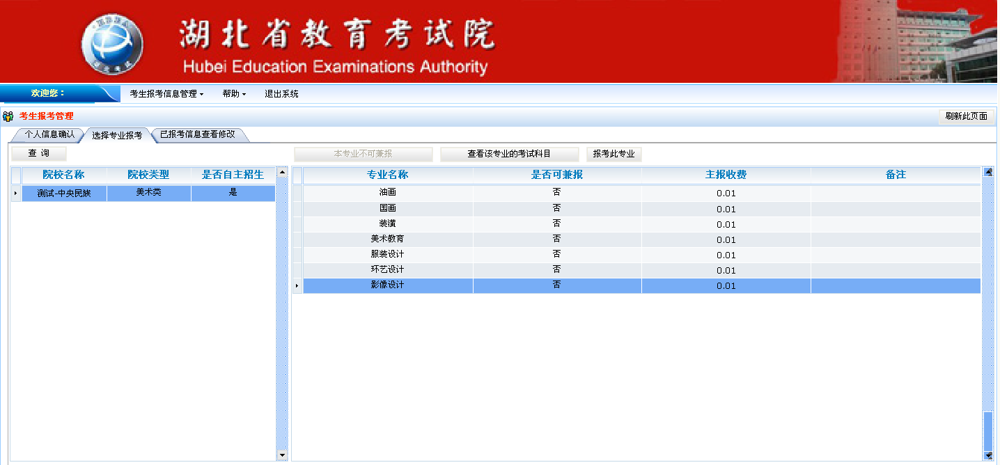 湖北省教育考试院
Hubei Education Examinations Authority
欢迎您： 考生报考信息管理 帮助 退出系统
考生报考管理 刷新此页面
个人信息确认 选择专业报考 已报考信息查看修改
查 询 本专业不可兼报 查看该专业的考试科目 报考此专业
院校名称 院校类型 是否自主招生 专业名称 是否可兼报 主报收费 备注
测试-中央民族 美术类 是 油画 否 0.01
国画 否 0.01
装潢 否 0.01
美术教育 否 0.01
服装设计 否 0.01
环艺设计 否 0.01
影像设计 否 0.01